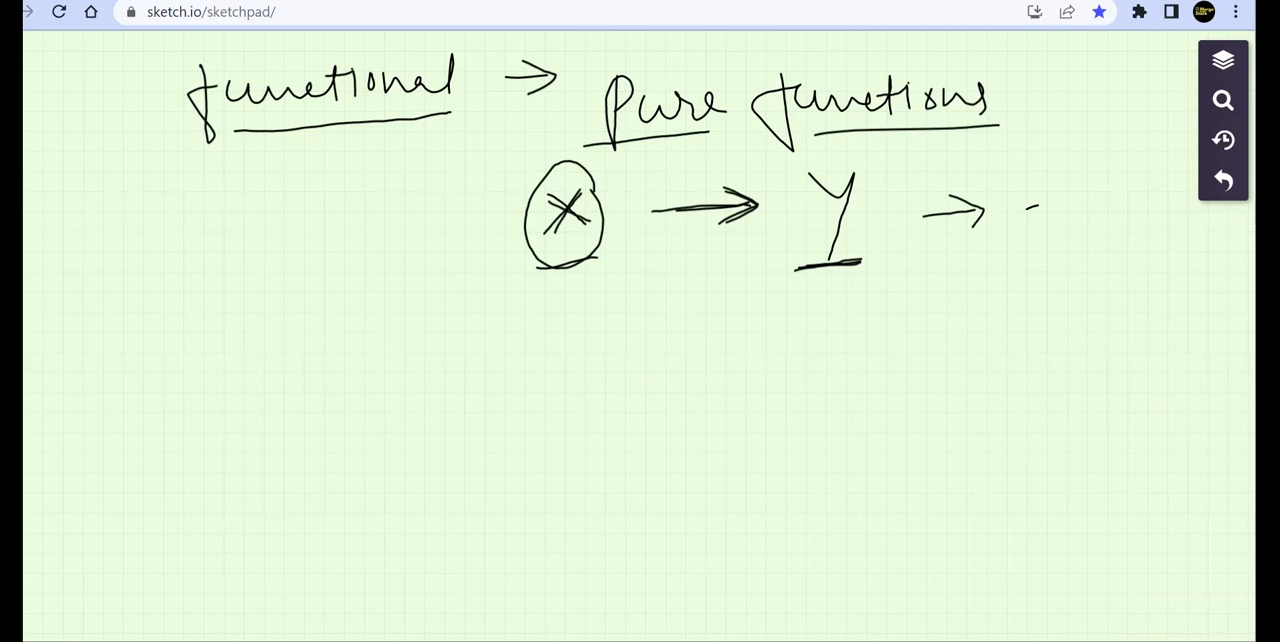 sketch.io/sketchpad/
functional → Pure functions
X → Y →